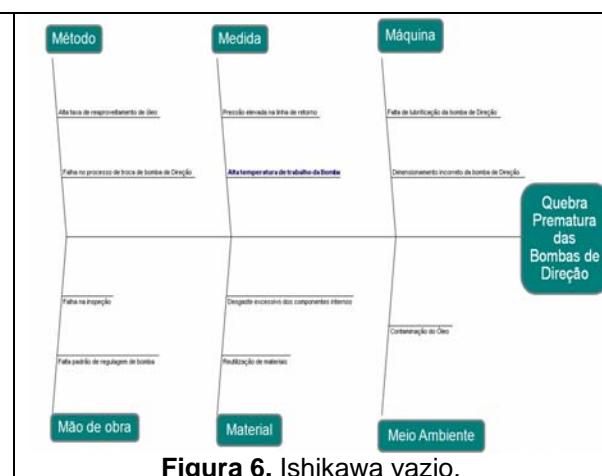 Método
Medida
Máquina
Alta taxa de reaproveitamento de óleo
Pressão elevada na linha de retorno
Falta de lubrificação da bomba de Direção
Falha no processo de troca de bomba de Direção
Alta temperatura de trabalho da Bomba
Dimensionamento incorreto da bomba de Direção
Quebra
Prematura
das
Bombas de
Direção
Falha na inspeção
Desgaste excessivo dos componentes internos
Contaminação do Óleo
Falta padrão de regulagem de bomba
Reutilização de materiais
Mão de obra
Material
Meio Ambiente
Figura 6. Ishikawa vazio.